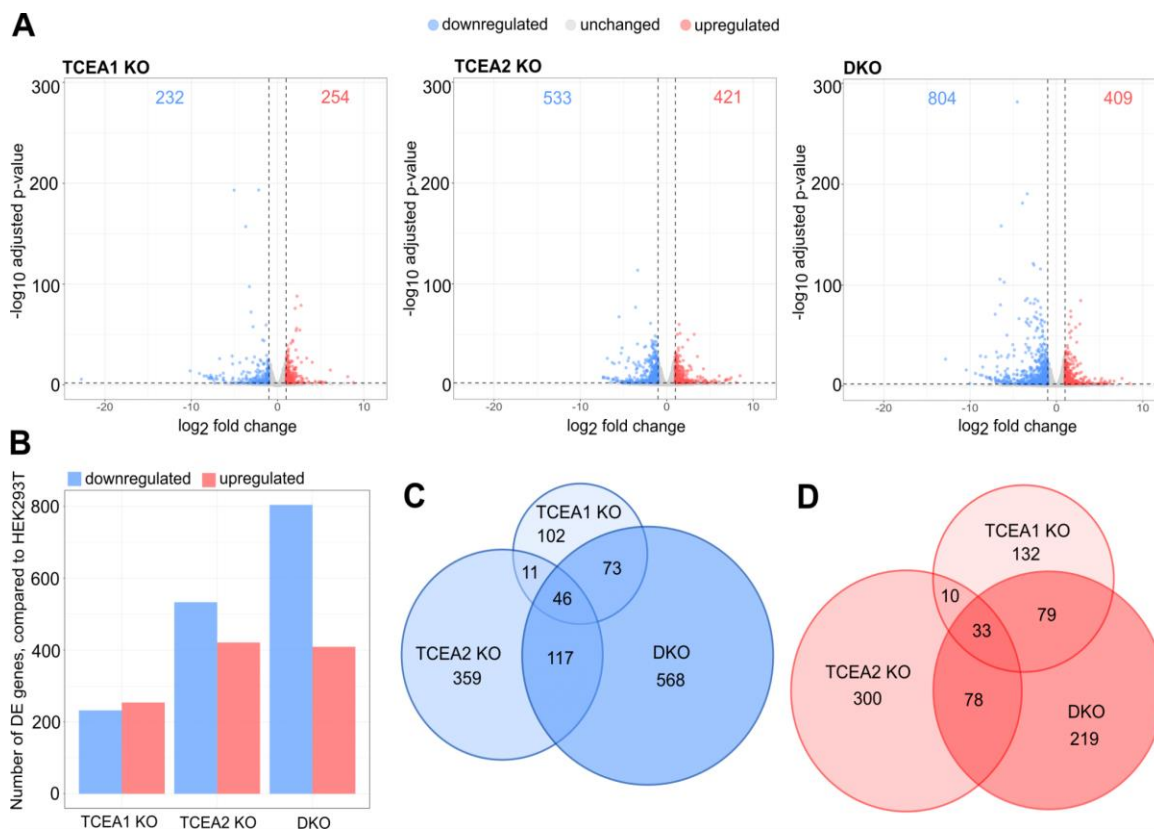 A
downregulated unchanged upregulated
TCEA1 KO
300
200
100
0
-log10 adjusted p-value
232
254
-20 -10 0 10
log2 fold change
TCEA2 KO
300
200
100
0
-log10 adjusted p-value
533
421
-20 -10 0 10
log2 fold change
DKO
300
200
100
0
-log10 adjusted p-value
804
409
-20 -10 0 10
log2 fold change
B
downregulated upregulated
Number of DE genes, compared to HEK293T
800
600
400
200
0
TCEA1 KO TCEA2 KO DKO
C
TCEA1 KO
102
11
73
46
TCEA2 KO
359
117
DKO
568
D
TCEA1 KO
132
10
79
33
TCEA2 KO
300
78
DKO
219